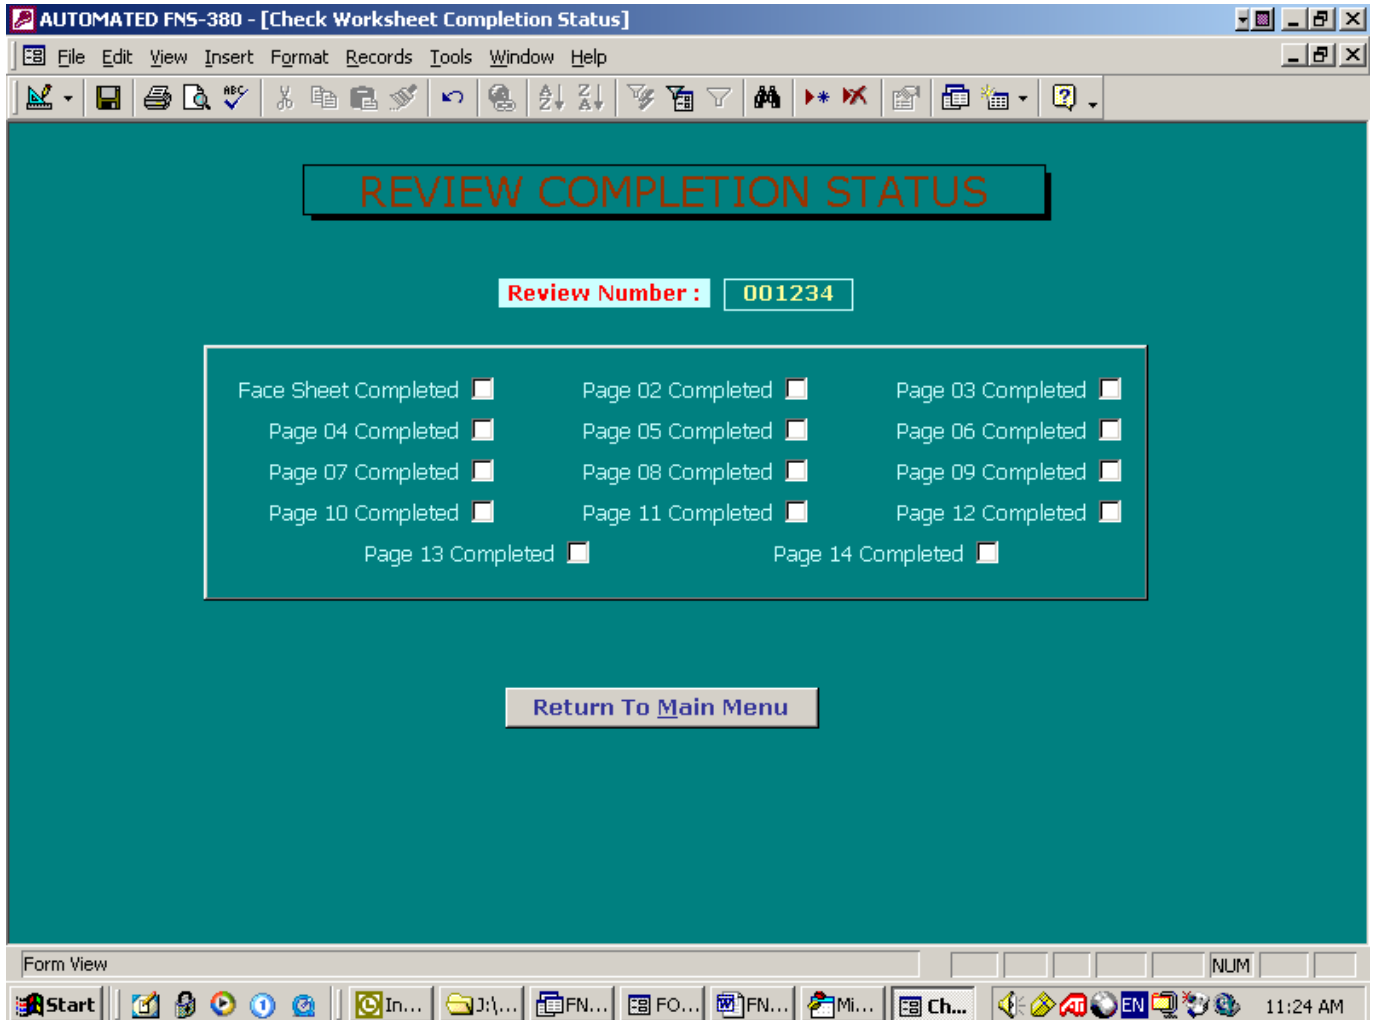 AUTOMATED FNS-380 - [Check Worksheet Completion Status]
File Edit View Insert Format Records Tools Window Help
REVIEW COMPLETION STATUS
Review Number : 001234
Face Sheet Completed Page 02 Completed Page 03 Completed
Page 04 Completed Page 05 Completed Page 06 Completed
Page 07 Completed Page 08 Completed Page 09 Completed
Page 10 Completed Page 11 Completed Page 12 Completed
Page 13 Completed Page 14 Completed
Return To Main Menu
Form View NUM
Start In... J:\... FN... FO... FN... Mi... Ch... EN 11:24 AM